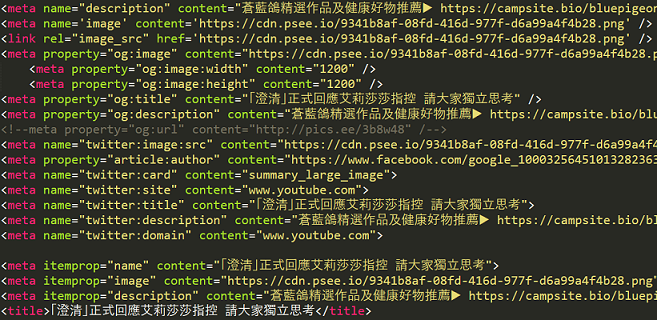 <meta name="description" content="蒼藍鴿精選作品及健康好物推薦▶ https://campsite.bio/bluepigeon
<meta name='image' content='https://cdn.psee.io/9341b8af-08fd-416d-977f-d6a99a4f4b28.png' />
<link rel="image_src" href='https://cdn.psee.io/9341b8af-08fd-416d-977f-d6a99a4f4b28.png' />
<meta property="og:image" content="https://cdn.psee.io/9341b8af-08fd-416d-977f-d6a99a4f4b28.p
<meta property="og:image:width" content="1200" />
<meta property="og:image:height" content="1200" />
<meta property="og:title" content="「澄清」正式回應艾莉莎莎指控 請大家獨立思考" />
<meta property="og:description" content="蒼藍鴿精選作品及健康好物推薦▶ https://campsite.bio/blu
<!--meta property="og:url" content="http://pics.ee/3b8w48" /-->
<meta name="twitter:image:src" content="https://cdn.psee.io/9341b8af-08fd-416d-977f-d6a99a4f4b
<meta property="article:author" content="https://www.facebook.com/google_10003256451013282363
<meta name="twitter:card" content="summary_large_image">
<meta name="twitter:site" content="www.youtube.com">
<meta name="twitter:title" content="「澄清」正式回應艾莉莎莎指控 請大家獨立思考">
<meta name="twitter:description" content="蒼藍鴿精選作品及健康好物推薦▶ https://campsite.bio/bl
<meta name="twitter:domain" content="www.youtube.com">
<meta itemprop="name" content="「澄清」正式回應艾莉莎莎指控 請大家獨立思考">
<meta itemprop="image" content="https://cdn.psee.io/9341b8af-08fd-416d-977f-d6a99a4f4b28.png"
<meta itemprop="description" content="蒼藍鴿精選作品及健康好物推薦▶ https://campsite.bio/bluepi
<title>「澄清」正式回應艾莉莎莎指控 請大家獨立思考</title>